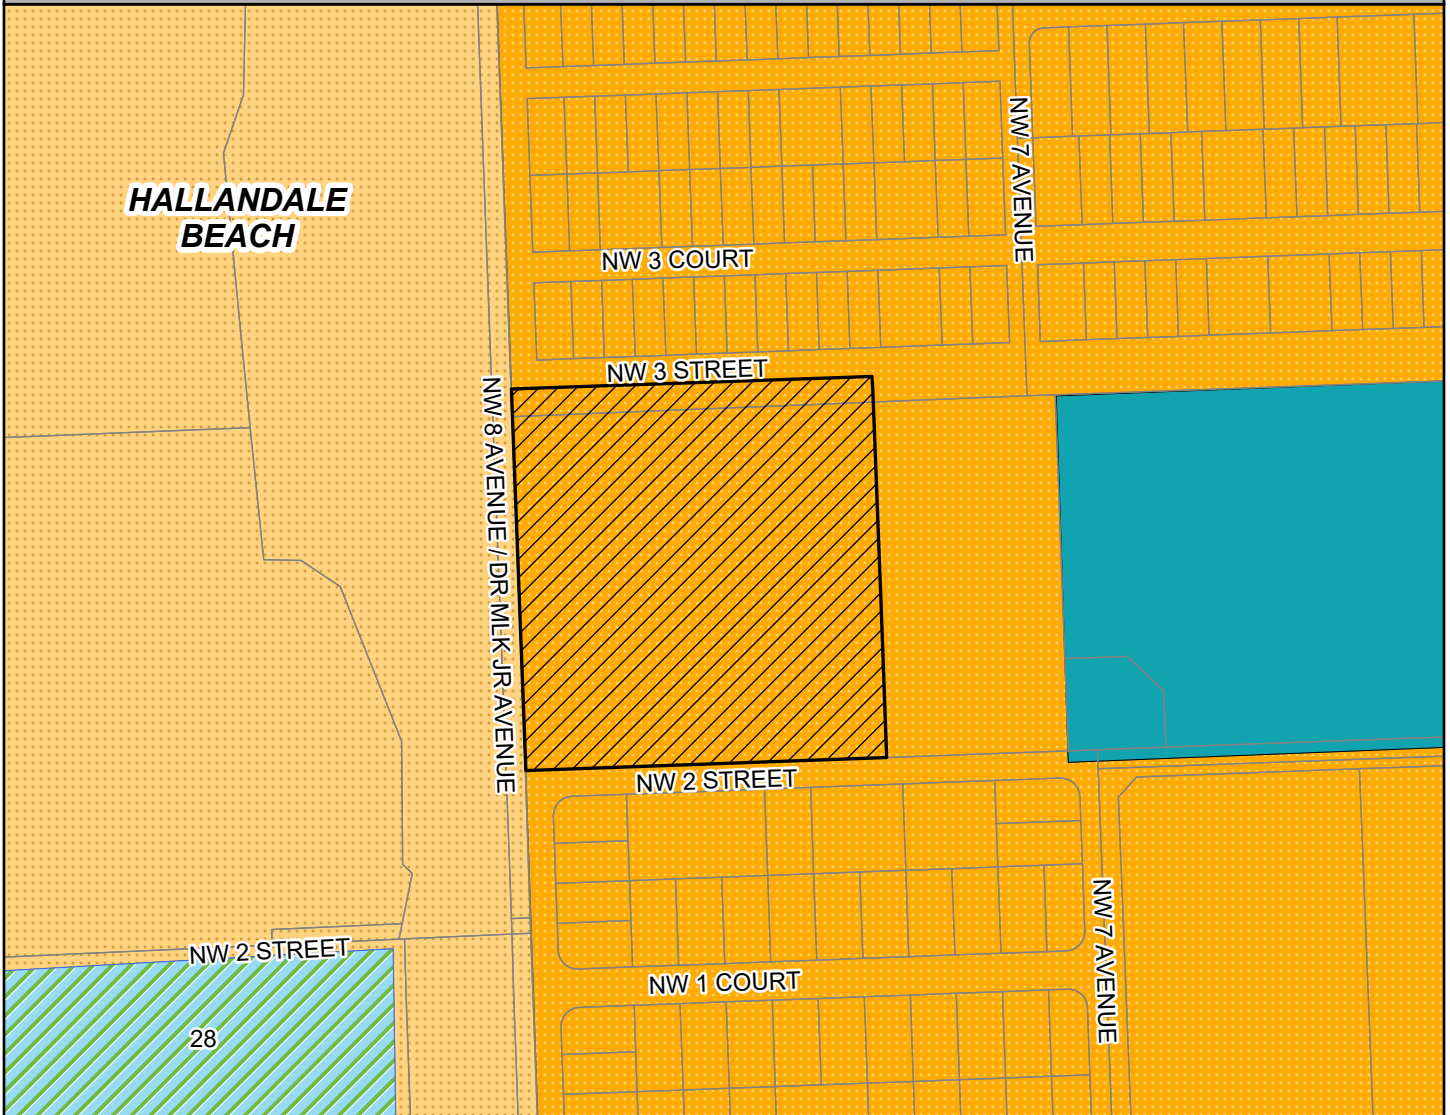 NW 7 AVENUE
HALLANDALE
BEACH
NW 3 COURT
NW 3 STREET
NW 8 AVENUE / DR MLK JR AVENUE
NW 2 STREET
NW 7 AVENUE
NW 2 STREET
NW 1 COURT
28